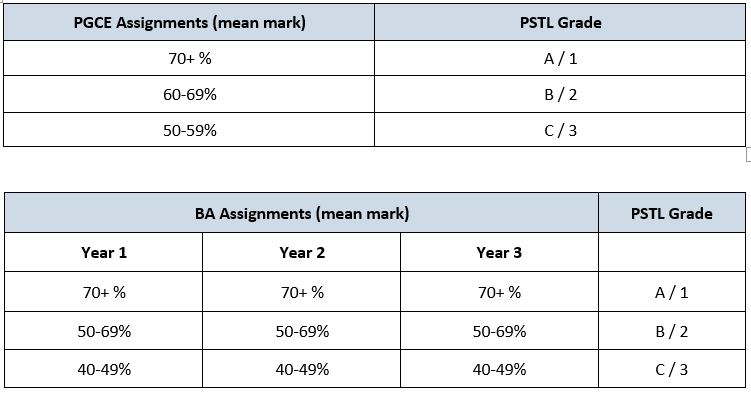 PGCE Assignments (mean mark) PSTL Grade
70+ % A / 1
60-69% B / 2
50-59% C / 3
BA Assignments (mean mark) PSTL Grade
Year 1 Year 2 Year 3
70+ % 70+ % 70+ % A / 1
50-69% 50-69% 50-69% B / 2
40-49% 40-49% 40-49% C / 3